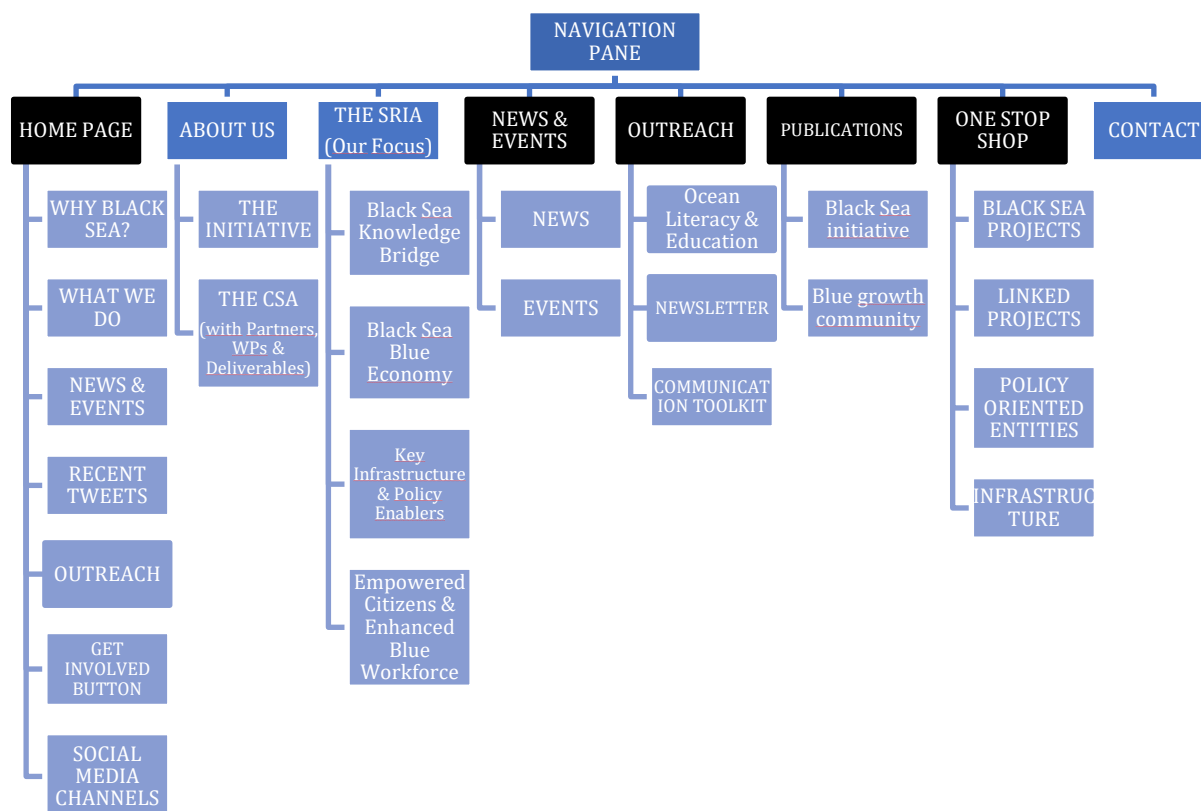 NAVIGATION
PANE
HOME PAGE
WHY BLACK
SEA?
WHAT WE
DO
NEWS &
EVENTS
RECENT
TWEETS
OUTREACH
GET
INVOLVED
BUTTON
SOCIAL
MEDIA
CHANNELS
ABOUT US
THE
INITIATIVE
THE CSA
(with Partners,
WPs &
Deliverables)
THE SRIA
(Our Focus)
Black Sea
Knowledge
Bridge
Black Sea
Blue
Economy
Key
Infrastructure
& Policy
Enablers
Empowered
Citizens &
Enhanced
Blue
Workforce
NEWS &
EVENTS
NEWS
EVENTS
OUTREACH
Ocean
Literacy &
Education
NEWSLETTER
COMMUNICAT
ION TOOLKIT
PUBLICATIONS
Black Sea
initiative
Blue growth
community
ONE STOP
SHOP
BLACK SEA
PROJECTS
LINKED
PROJECTS
POLICY
ORIENTED
ENTITIES
INFRASTRUC
TURE
CONTACT